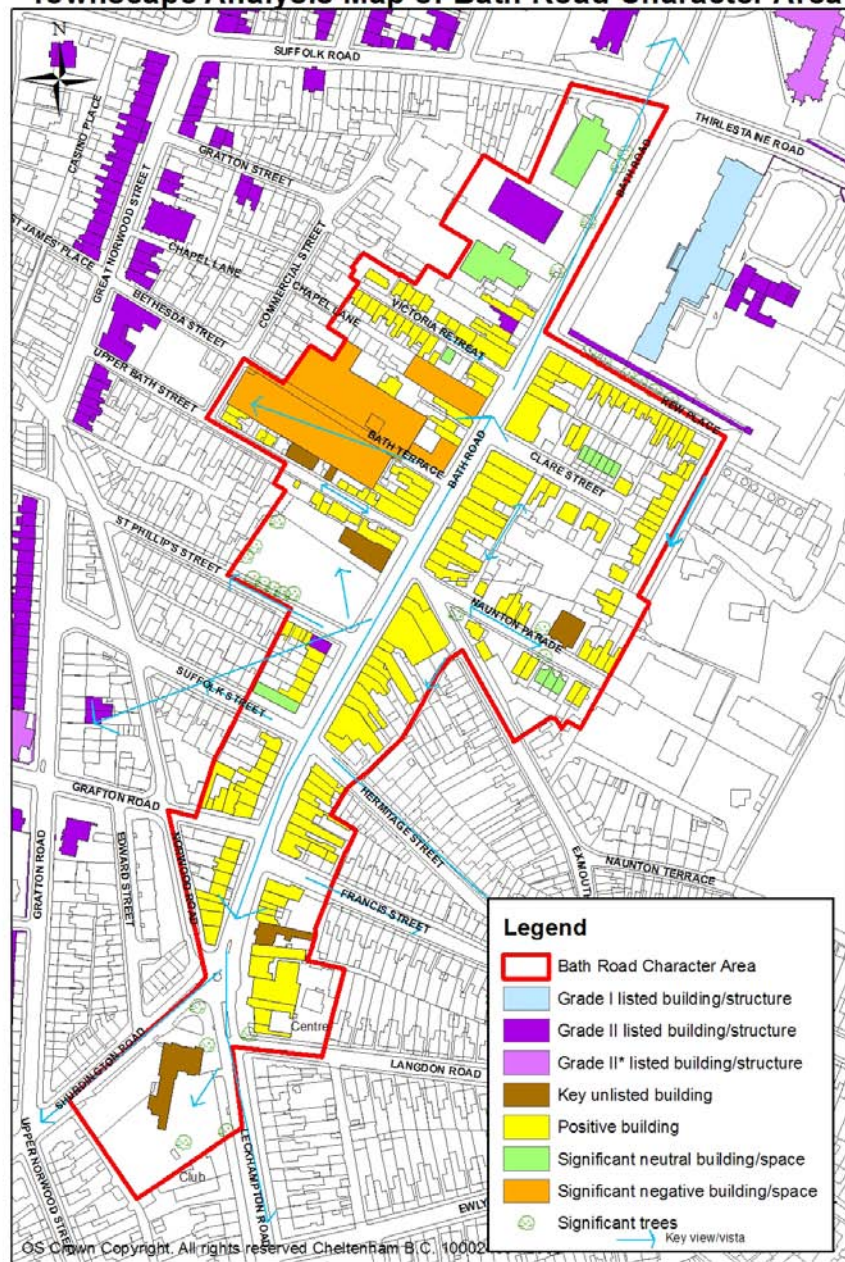 Townscape Analysis Map of Bath Road Character Area
N
SUFFOLK ROAD
CASINO PLACE
GRATTON STREET
THIRLESTAINE ROAD
BATH ROAD
ST JAMES' PLACE
GREAT NORWOOD STREET
CHAPEL LANE
COMMERCIAL STREET
BETHESDA STREET
CHAPEL LANE
VICTORIA RETREAT
UPPER BATH STREET
KEW PLACE
BATH TERRACE
BATH ROAD
CLARE STREET
ST PHILLIP'S STREET
NAUNTON PARADE
SUFFOLK STREET
GRAFTON ROAD
HERMITAGE STREET
NAUNTON TERRACE
EXMOUTH
GRAFTON ROAD
EDWARD STREET
NORWOOD ROAD
FRANCIS STREET
Centre
LANGDON ROAD
SHURDINGTON ROAD
UPPER NORWOOD STREET
LECKHAMPTON ROAD
Club
Legend
Bath Road Character Area
Grade I listed building/structure
Grade II listed building/structure
Grade II* listed building/structure
Key unlisted building
Positive building
Significant neutral building/space
Significant negative building/space
Significant trees
Key view/vista
OS Crown Copyright. All rights reserved Cheltenham B.C.